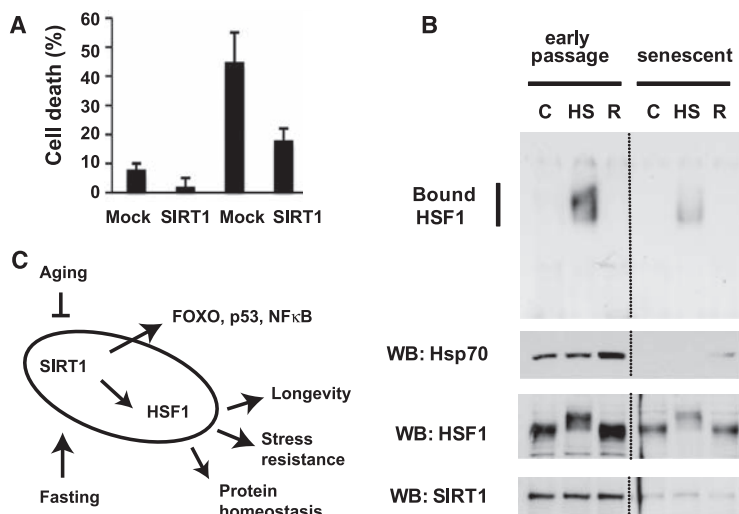 A
Cell death (%)
60
50
40
30
20
10
0
Mock SIRT1 Mock SIRT1
B
early
passage
senescent
C HS R C HS R
Bound
HSF1
WB: Hsp70
WB: HSF1
WB: SIRT1
C
Aging
FOXO, p53, NFκB
SIRT1
HSF1
Longevity
Stress
resistance
Protein
homeostasis
Fasting